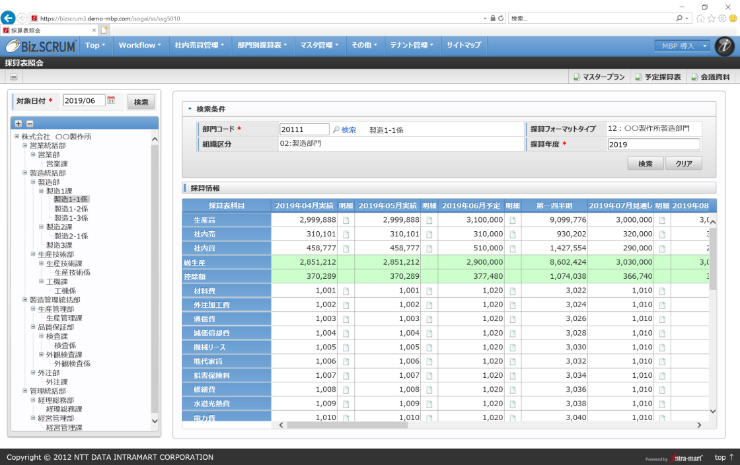 https://bizscrum3.demo-mbp.com/isogai/ss/ssg5010
検索...
採算表照会
Biz.SCRUM
Top
Workflow
社内売買管理
部門別採算表
マスタ管理
その他
テナント管理
サイトマップ
MBP 導入
採算表照会
マスタープラン
予定採算表
会議資料
対象日付 *
2019/06
検索
株式会社 〇〇製作所
営業統括部
営業部
営業課
製造統括部
製造部
製造1課
製造1-1係
製造1-2係
製造1-3係
製造2課
製造2-1係
製造3課
生産技術部
生産技術課
生産技術係
工機課
工機係
製造管理統括部
生産管理部
生産管理課
品質保証部
検査課
検査係
外観検査課
外観検査係
外注部
外注課
管理統括部
経理総務部
経理総務課
経営管理部
経営管理課
検索条件
部門コード *
20111
検索
製造1-1係
採算フォーマットタイプ
12：〇〇製作所製造部門
組織区分
02:製造部門
採算年度 *
2019
検索
クリア
採算情報
採算表科目 2019年04月実績 明細 2019年05月実績 明細 2019年06月予定 明細 第一四半期 2019年07月見通し 明細 2019年08
生産高 2,999,888 2,999,888 3,100,000 9,099,776 3,000,000
社内売 310,101 310,101 310,000 930,202 320,000
社内買 458,777 458,777 510,000 1,427,554 290,000
総生産 2,851,212 2,851,212 2,900,000 8,602,424 3,030,000
控除額 370,289 370,289 377,480 1,074,038 366,740
材料費 1,001 1,001 1,020 3,022 1,010
外注加工費 1,002 1,002 1,020 3,024 1,010
通信費 1,003 1,003 1,020 3,026 1,010
減価償却費 1,004 1,004 1,020 3,028 1,010
機械リース 1,005 1,005 1,020 3,030 1,010
地代家賃 1,006 1,006 1,020 3,032 1,010
損害保険料 1,007 1,007 1,020 3,034 1,010
修繕費 1,008 1,008 1,020 3,036 1,010
水道光熱費 1,009 1,009 1,020 3,038 1,010
動力費 1,010 1,010 1,020 3,040 1,010
Copyright © 2012 NTT DATA INTRAMART CORPORATION
Powered by intra-mart
top ↑